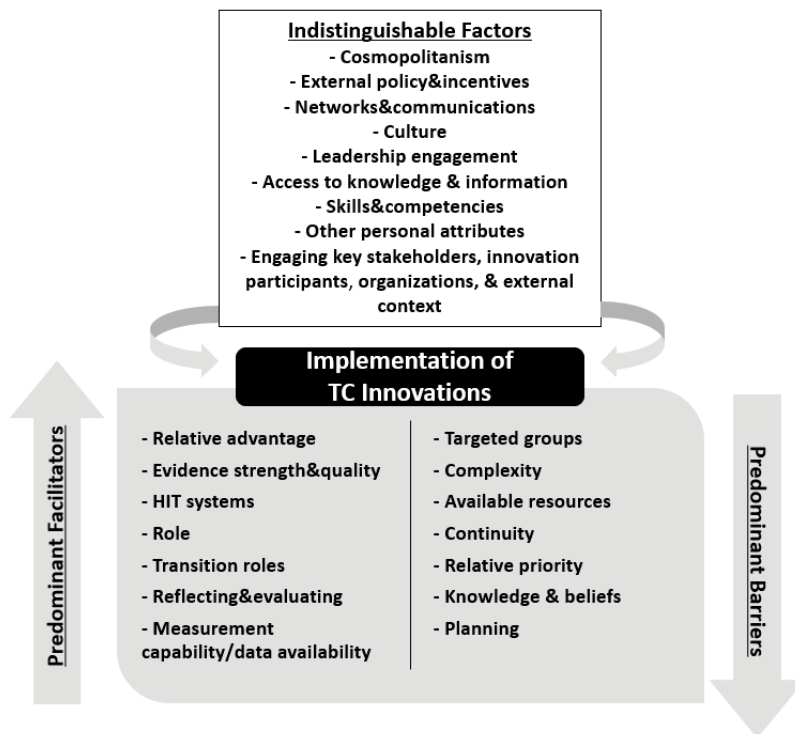 Indistinguishable Factors
- Cosmopolitanism
- External policy&incentives
- Networks&communications
- Culture
- Leadership engagement
- Access to knowledge & information
- Skills&competencies
- Other personal attributes
- Engaging key stakeholders, innovation
participants, organizations, & external
context
Implementation of
TC Innovations
Predominant Facilitators
- Relative advantage
- Evidence strength&quality
- HIT systems
- Role
- Transition roles
- Reflecting&evaluating
- Measurement
capability/data availability
- Targeted groups
- Complexity
- Available resources
- Continuity
- Relative priority
- Knowledge & beliefs
- Planning
Predominant Barriers